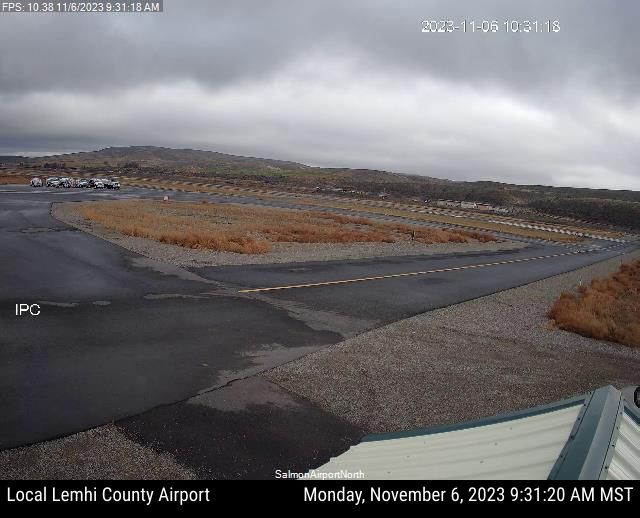 FPS: 10.38 11/6/2023 9:31:18 AM
2023-11-06 10:31:18
IPC
SalmonAirportNorth
Local Lemhi County Airport
Monday, November 6, 2023 9:31:20 AM MST